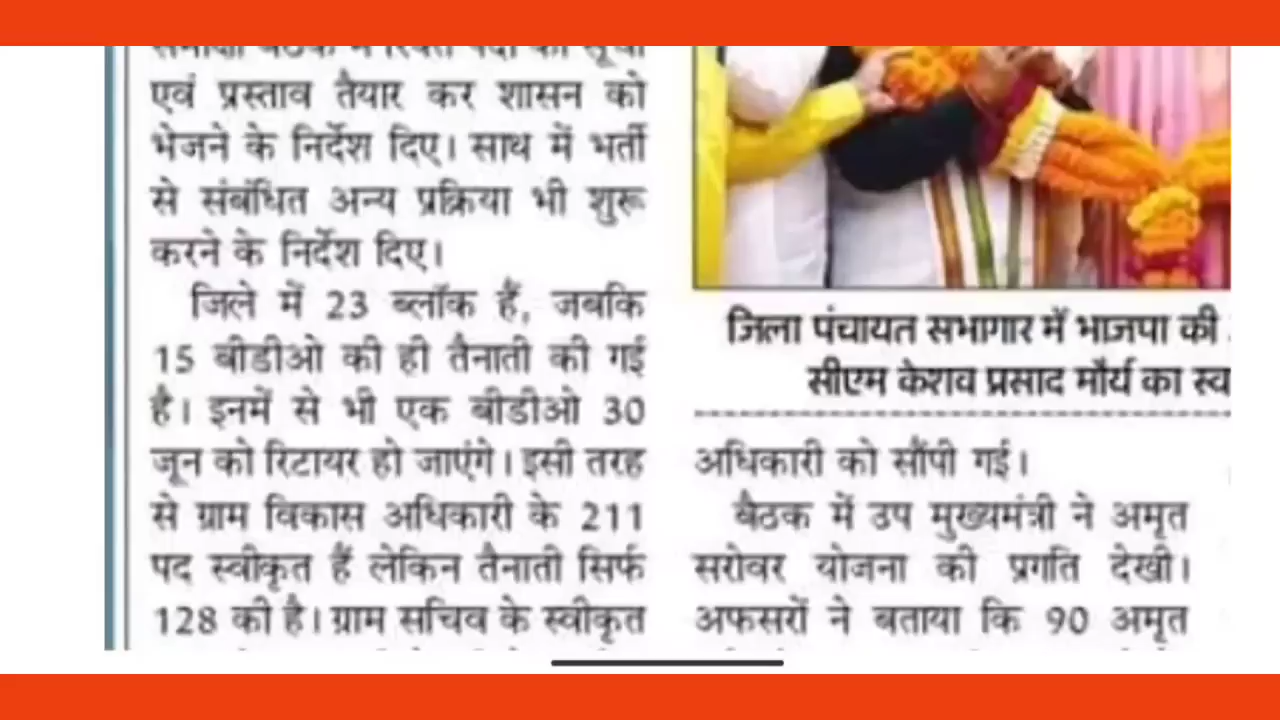 एवं प्रस्ताव तैयार कर शासन को
भेजने के निर्देश दिए। साथ में भर्ती
से संबंधित अन्य प्रक्रिया भी शुरू
करने के निर्देश दिए।
जिले में 23 ब्लॉक हैं, जबकि
15 बीडीओ की ही तैनाती की गई
है। इनमें से भी एक बीडीओ 30
जून को रिटायर हो जाएंगे। इसी तरह
से ग्राम विकास अधिकारी के 211
पद स्वीकृत हैं लेकिन तैनाती सिर्फ
128 की है। ग्राम सचिव के स्वीकृत
जिला पंचायत सभागार में भाजपा की
सीएम केशव प्रसाद मौर्य का स्व
अधिकारी को सौंपी गई।
बैठक में उप मुख्यमंत्री ने अमृत
सरोवर योजना की प्रगति देखी।
अफसरों ने बताया कि 90 अमृत